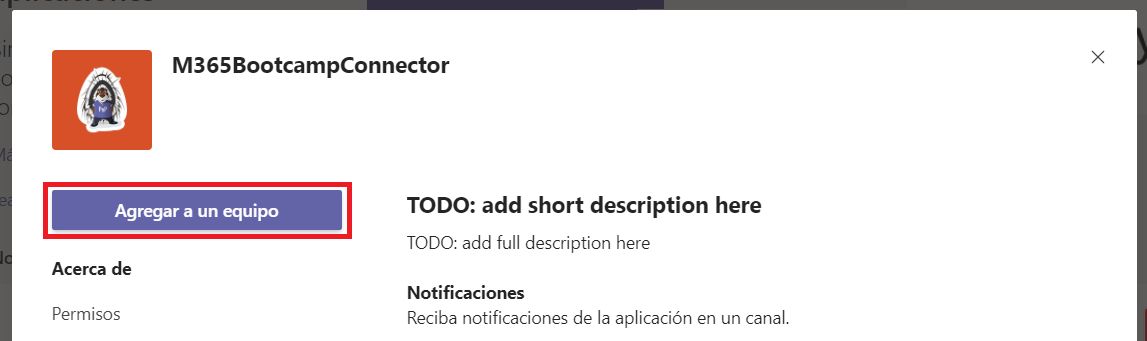 M365BootcampConnector
Agregar a un equipo
TODO: add short description here
TODO: add full description here
Acerca de
Notificaciones
Permisos
Reciba notificaciones de la aplicación en un canal.